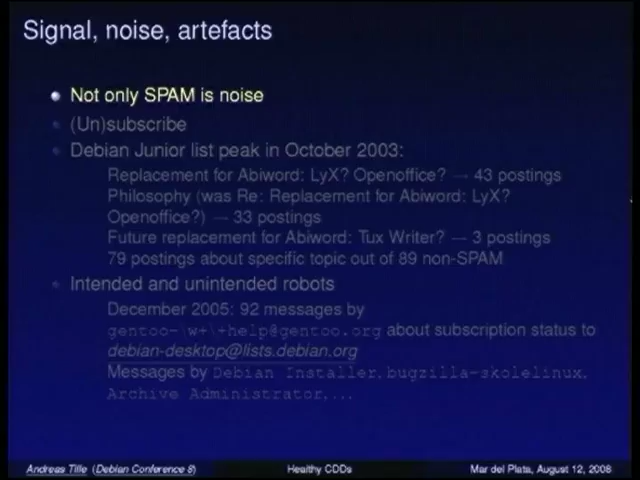 Signal, noise, artefacts
Not only SPAM is noise
(Un)subscribe
Debian Junior list peak in October 2003:
Replacement for Abiword: LyX? Openoffice? — 43 postings
Philosophy (was Re: Replacement for Abiword: LyX?
Openoffice?) — 33 postings
Future replacement for Abiword: Tux Writer? — 3 postings
79 postings about specific topic out of 89 non-SPAM
Intended and unintended robots
December 2005: 92 messages by
gentoo-\w+\+help@gentoo.org about subscription status to
debian-desktop@lists.debian.org
Messages by Debian Installer, bugzilla-skolelinux,
Archive Administrator, ...
Andreas Tille (Debian Conference 8) Healthy CDDs Mar del Plata, August 12, 2008